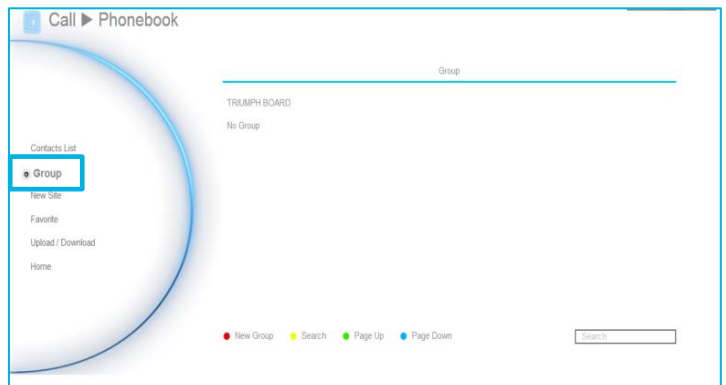 Call ▶ Phonebook
Group
TRIUMPH BOARD
No Group
Contacts List
Group
New Site
Favorite
Upload / Download
Home
New Group Search Page Up Page Down Search